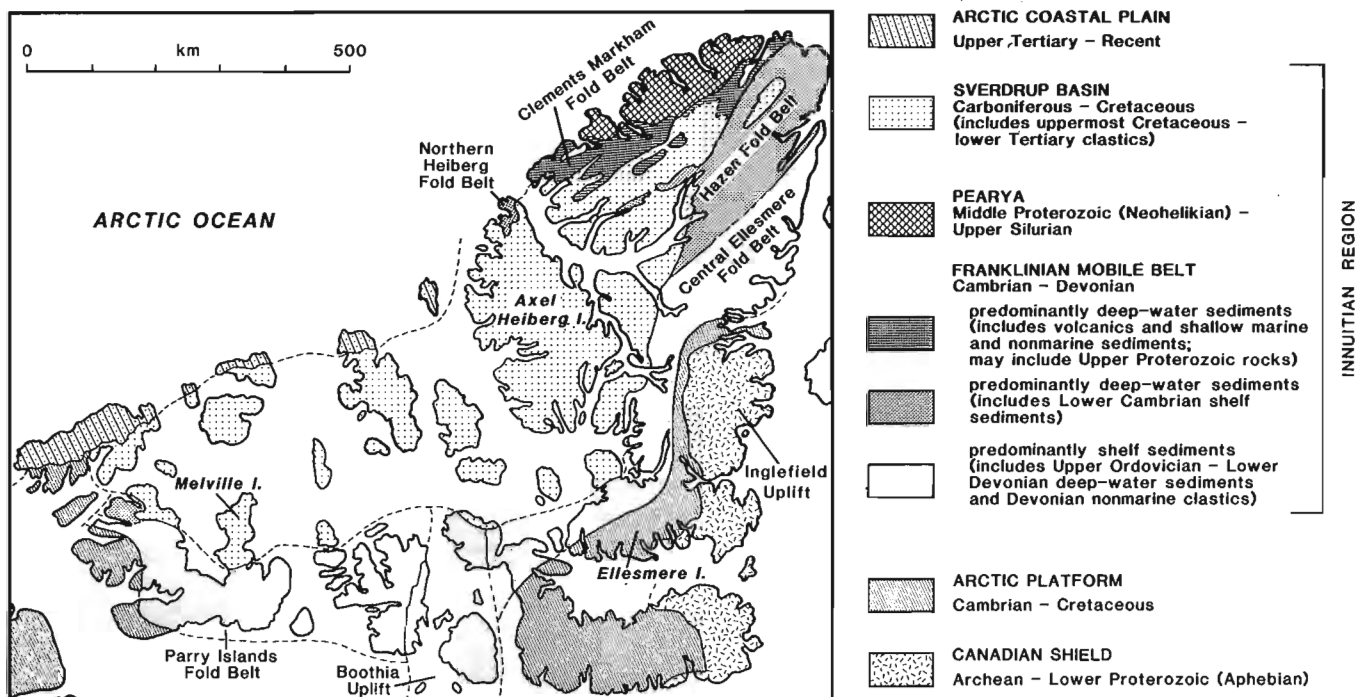 0 km 500
Clements Markham
Fold Belt
Northern
Heiberg
Fold Belt
Hazen Fold Belt
ARCTIC OCEAN
Central Ellesmere
Fold Belt
Axel
Heiberg I.
Inglefield
Uplift
Melville I.
Ellesmere I.
Parry Islands
Fold Belt
Boothia
Uplift
ARCTIC COASTAL PLAIN
Upper Tertiary – Recent
SVERDRUP BASIN
Carboniferous – Cretaceous
(includes uppermost Cretaceous –
lower Tertiary clastics)
PEARYA
Middle Proterozoic (Neohelikian) –
Upper Silurian
FRANKLINIAN MOBILE BELT
Cambrian – Devonian
predominantly deep-water sediments
(includes volcanics and shallow marine
and nonmarine sediments;
may include Upper Proterozoic rocks)
predominantly deep-water sediments
(includes Lower Cambrian shelf
sediments)
predominantly shelf sediments
(includes Upper Ordovician – Lower
Devonian deep-water sediments
and Devonian nonmarine clastics)
INNUITIAN REGION
ARCTIC PLATFORM
Cambrian – Cretaceous
CANADIAN SHIELD
Archean – Lower Proterozoic (Aphebian)